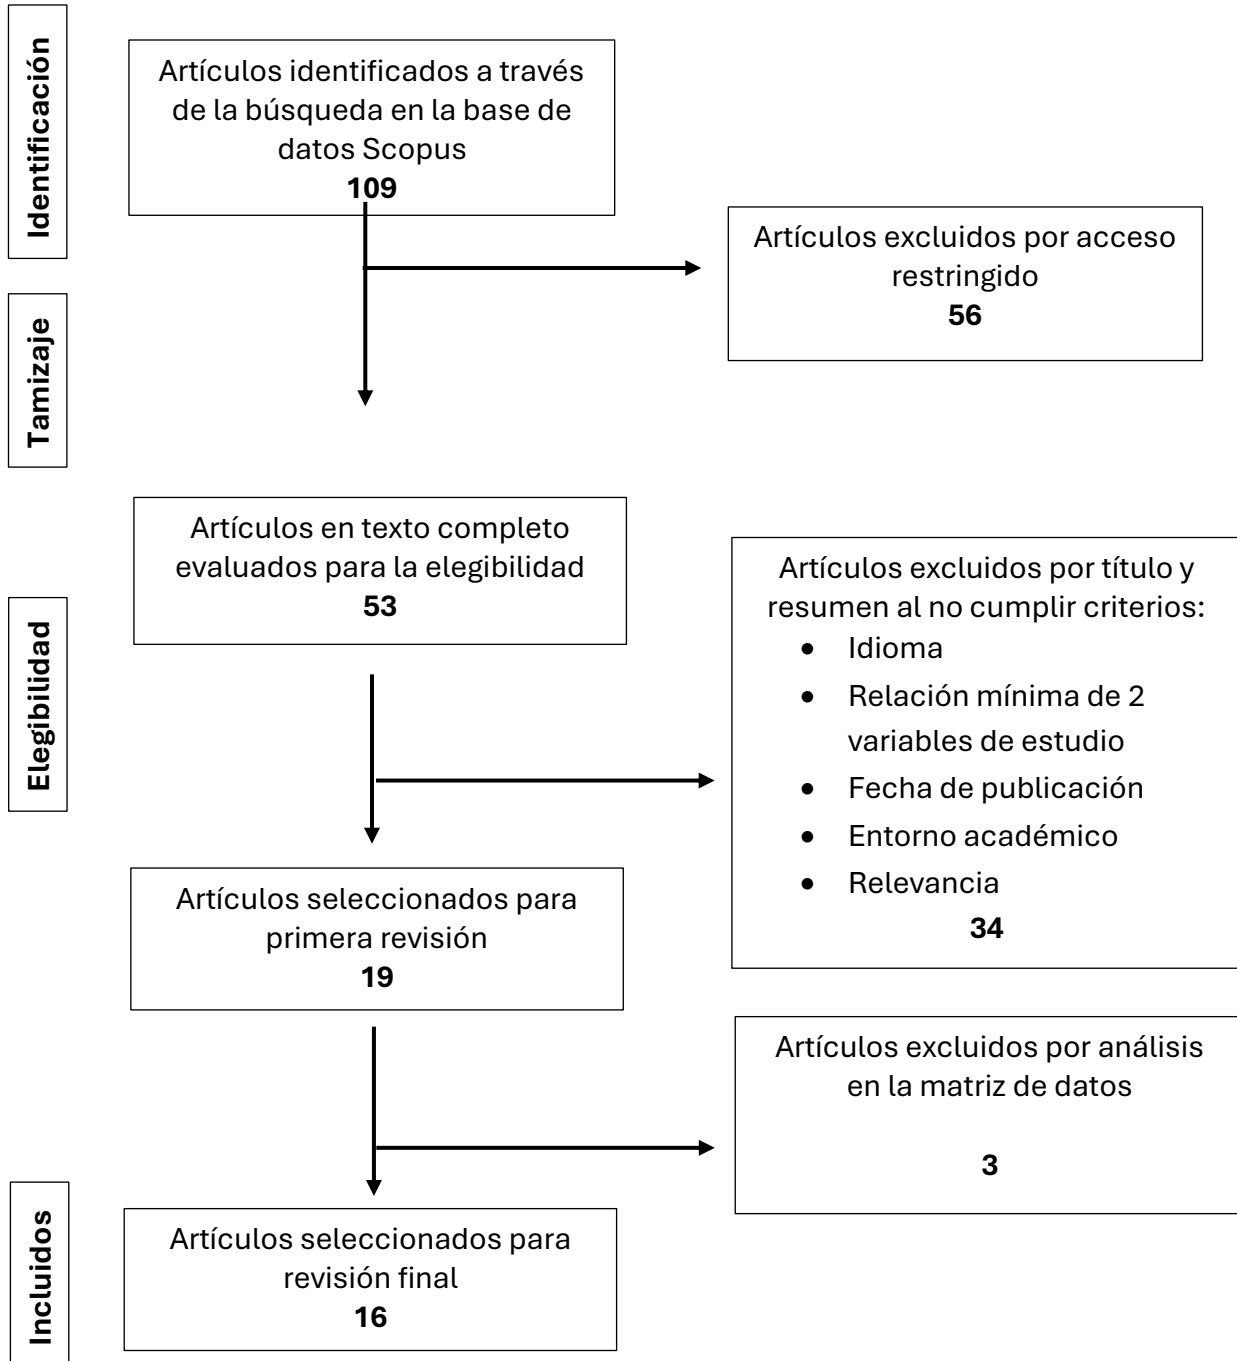 Identificación
Artículos identificados a través
de la búsqueda en la base de
datos Scopus
109
Artículos excluidos por acceso
restringido
56
Tamizaje
Artículos en texto completo
evaluados para la elegibilidad
53
Artículos excluidos por título y
resumen al no cumplir criterios:
• Idioma
• Relación mínima de 2
variables de estudio
• Fecha de publicación
• Entorno académico
• Relevancia
34
Elegibilidad
Artículos seleccionados para
primera revisión
19
Artículos excluidos por análisis
en la matriz de datos
3
Incluidos
Artículos seleccionados para
revisión final
16